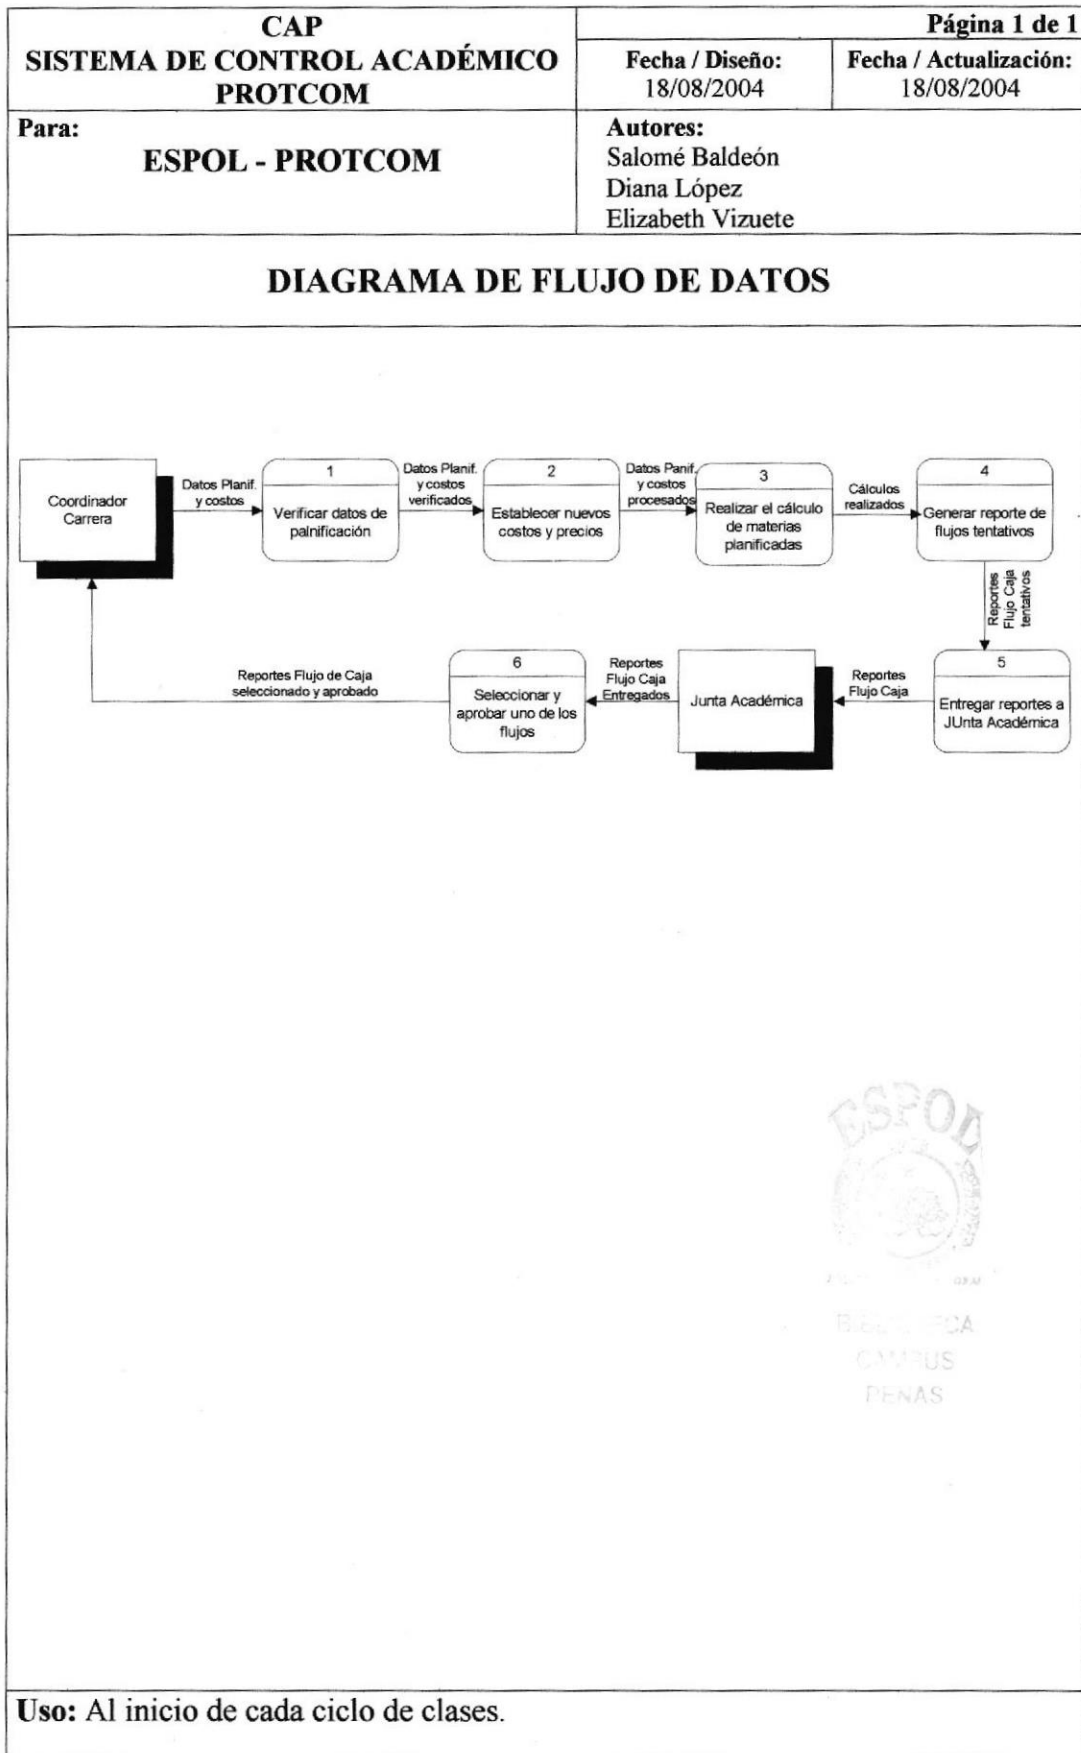 CAP
SISTEMA DE CONTROL ACADÉMICO
PROTCOM
Página 1 de 1
Fecha / Diseño:
18/08/2004
Fecha / Actualización:
18/08/2004
Para:
ESPOL - PROTCOM
Autores:
Salomé Baldeón
Diana López
Elizabeth Vizuete
DIAGRAMA DE FLUJO DE DATOS
Coordinador
Carrera
Datos Planif.
y costos
1
Verificar datos de
palnificación
Datos Planif.
y costos
verificados
2
Establecer nuevos
costos y precios
Datos Panif.
y costos
procesados
3
Realizar el cálculo
de materias
planificadas
Cálculos
realizados
4
Generar reporte de
flujos tentativos
Reportes
Flujo Caja
tentativos
5
Entregar reportes a
JUnta Académica
Reportes
Flujo Caja
Junta Académica
Reportes
Flujo Caja
Entregados
6
Seleccionar y
aprobar uno de los
flujos
Reportes Flujo de Caja
seleccionado y aprobado
ESPOL
CAMPUS
PENAS
Uso: Al inicio de cada ciclo de clases.